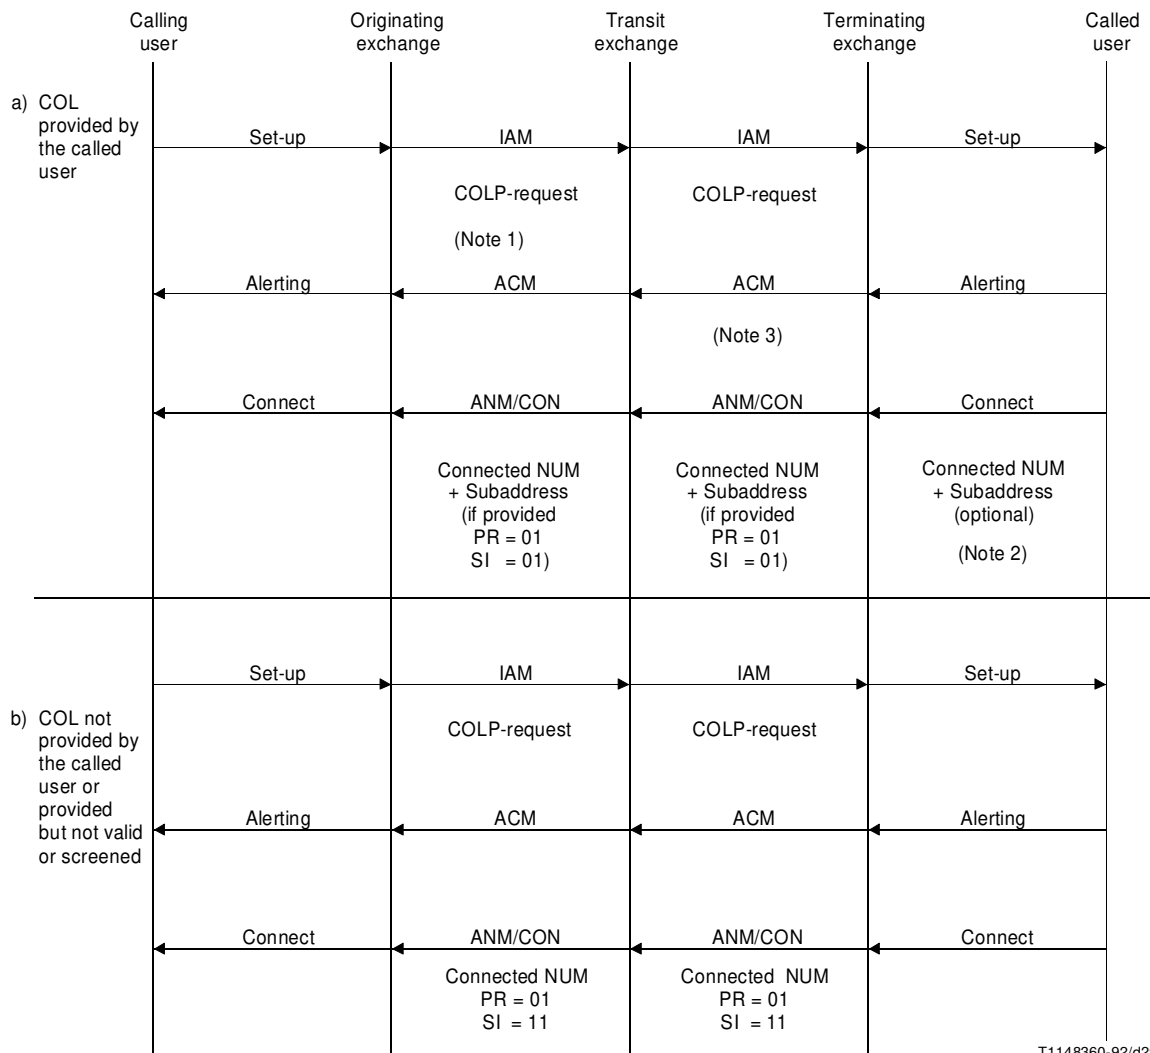 Calling
user
Originating
exchange
Transit
exchange
Terminating
exchange
Called
user
a) COL
provided by
the called
user
Set-up
IAM
IAM
Set-up
COLP-request
COLP-request
(Note 1)
Alerting
ACM
ACM
Alerting
(Note 3)
Connect
ANM/CON
ANM/CON
Connect
Connected NUM
+ Subaddress
(if provided
PR = 01
SI = 01)
Connected NUM
+ Subaddress
(if provided
PR = 01
SI = 01)
Connected NUM
+ Subaddress
(optional)
(Note 2)
Set-up
IAM
IAM
Set-up
b) COL not
provided by
the called
user or
provided
but not valid
or screened
COLP-request
COLP-request
Alerting
ACM
ACM
Alerting
Connect
ANM/CON
ANM/CON
Connect
Connected NUM
PR = 01
SI = 11
Connected NUM
PR = 01
SI = 11